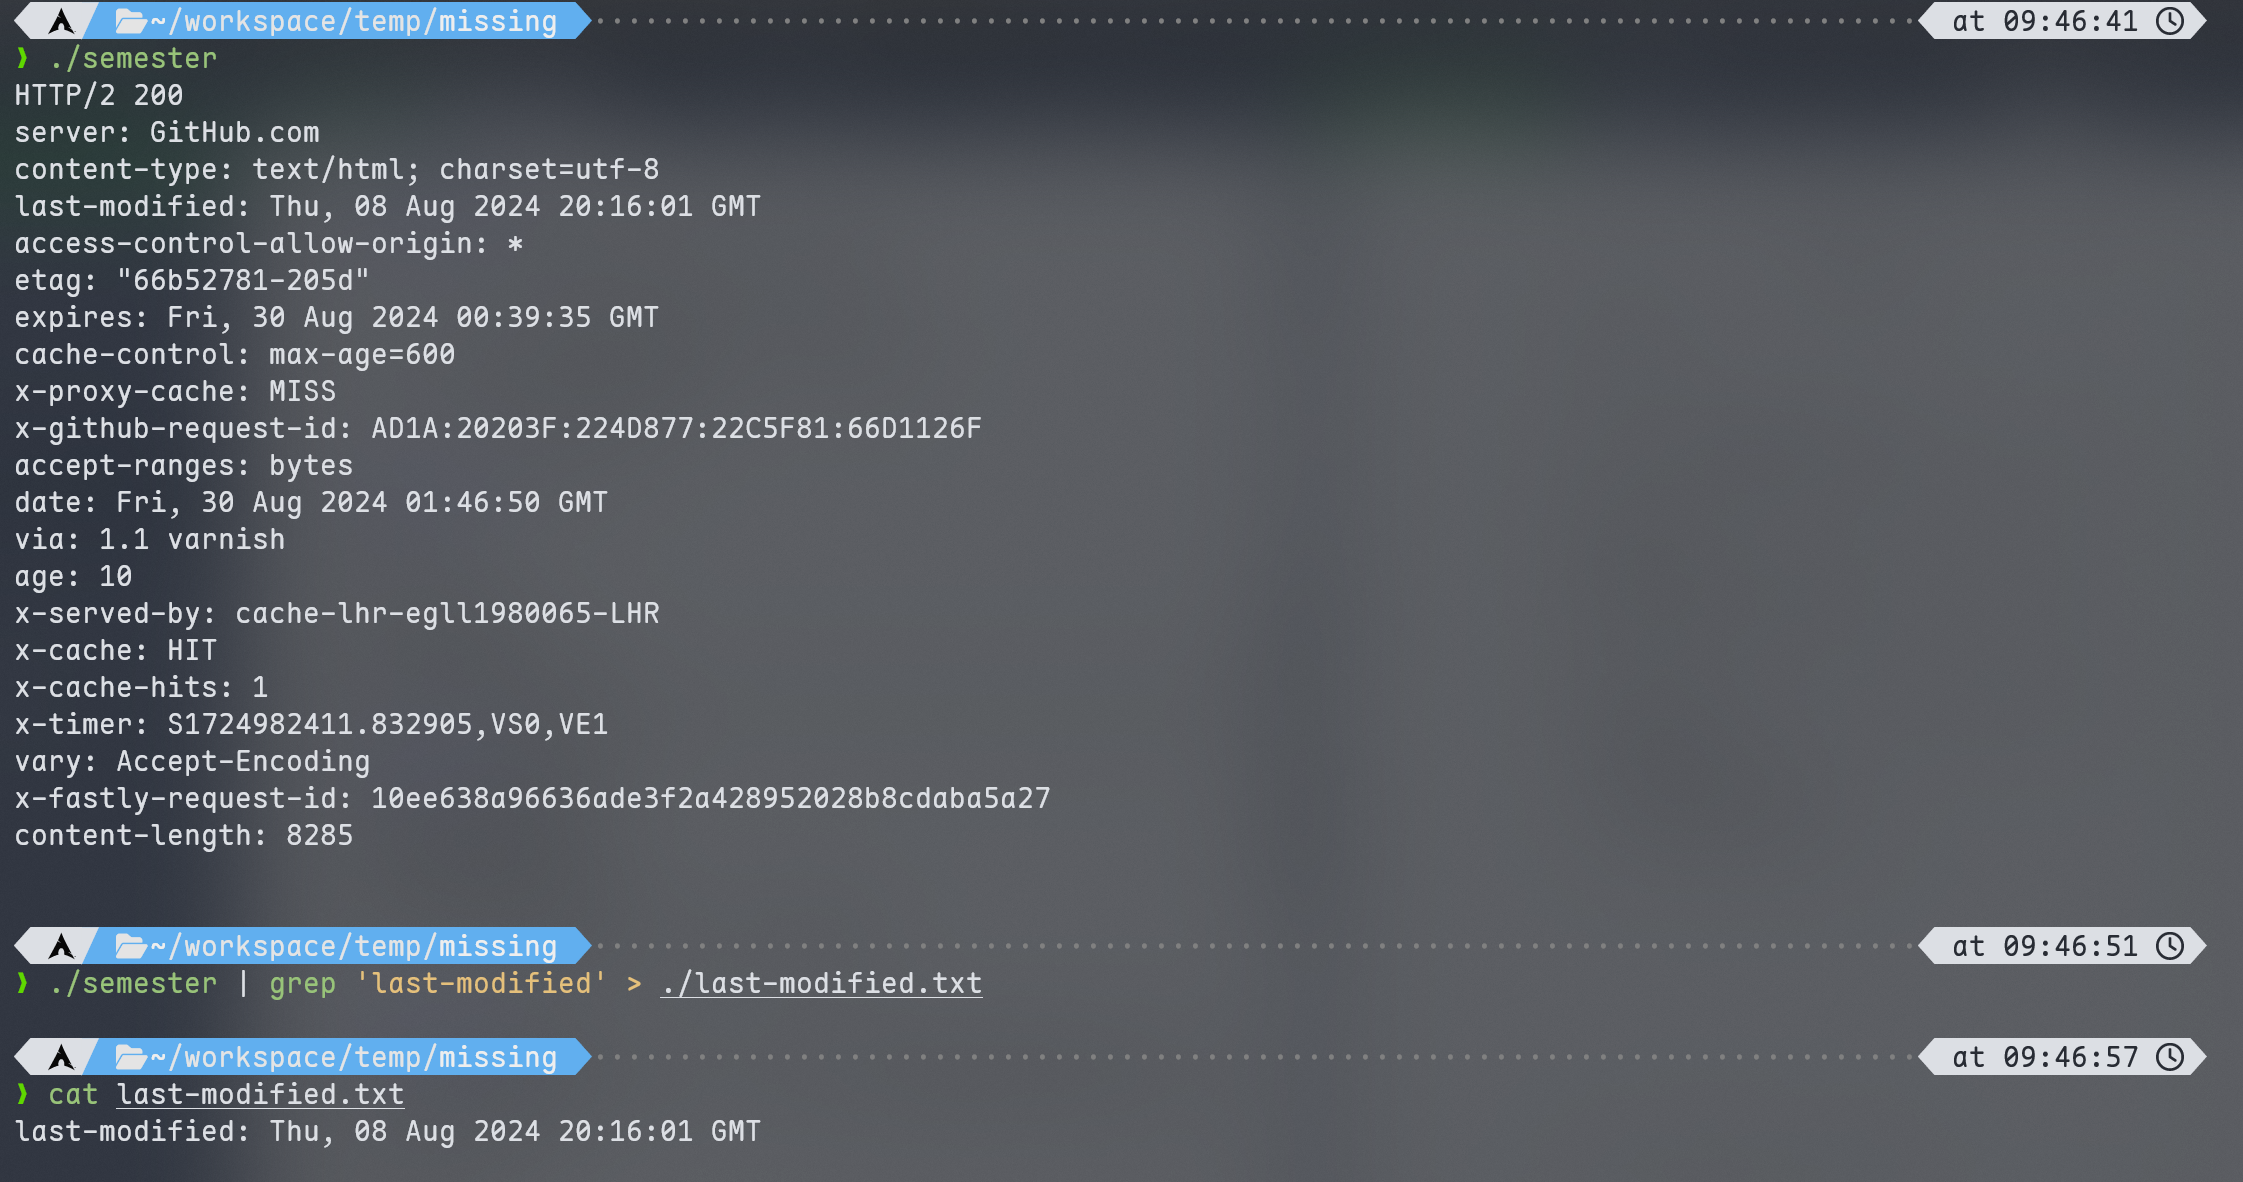 ~/workspace/temp/missing at 09:46:41
❯ ./semester
HTTP/2 200
server: GitHub.com
content-type: text/html; charset=utf-8
last-modified: Thu, 08 Aug 2024 20:16:01 GMT
access-control-allow-origin: *
etag: "66b52781-205d"
expires: Fri, 30 Aug 2024 00:39:35 GMT
cache-control: max-age=600
x-proxy-cache: MISS
x-github-request-id: AD1A:20203F:224D877:22C5F81:66D1126F
accept-ranges: bytes
date: Fri, 30 Aug 2024 01:46:50 GMT
via: 1.1 varnish
age: 10
x-served-by: cache-lhr-egll1980065-LHR
x-cache: HIT
x-cache-hits: 1
x-timer: S1724982411.832905,VS0,VE1
vary: Accept-Encoding
x-fastly-request-id: 10ee638a96636ade3f2a428952028b8cdaba5a27
content-length: 8285
~/workspace/temp/missing at 09:46:51
❯ ./semester | grep 'last-modified' > ./last-modified.txt
~/workspace/temp/missing at 09:46:57
❯ cat last-modified.txt
last-modified: Thu, 08 Aug 2024 20:16:01 GMT